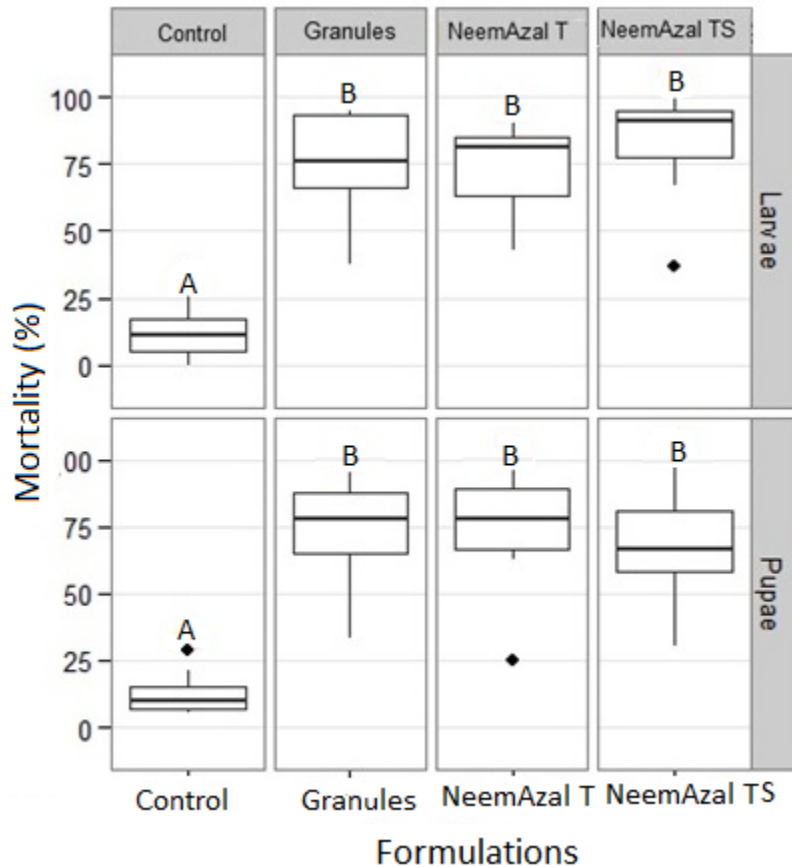 Control Granules NeemAzal T NeemAzal TS
Mortality (%)
100
75
50
25
0
A B B B
Larvae
00
75
50
25
0
A B B B
Pupae
Control Granules NeemAzal T NeemAzal TS
Formulations